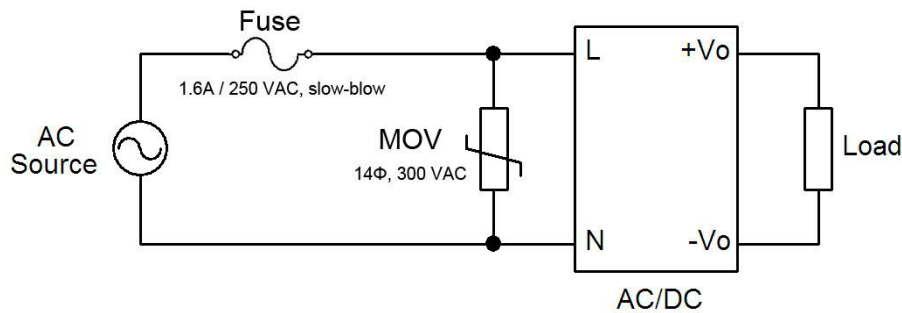 Fuse
1.6A / 250 VAC, slow-blow
L
+Vo
AC
Source
MOV
14Φ, 300 VAC
Load
N
-Vo
AC/DC